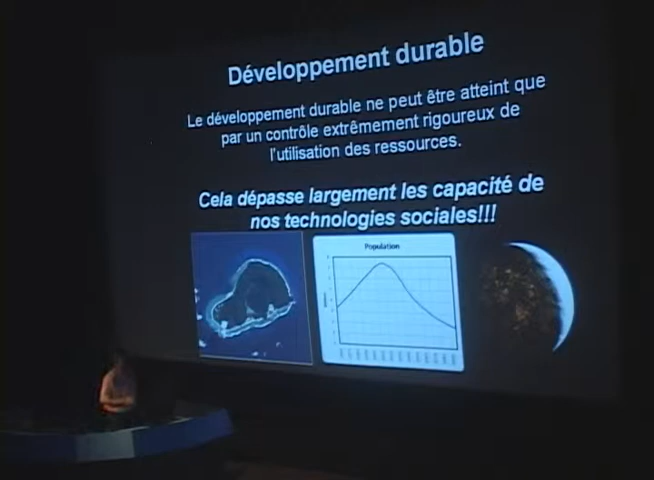 Développement durable
Le développement durable ne peut être atteint que
par un contrôle extrêmement rigoureux de
l'utilisation des ressources.
Cela dépasse largement les capacité de
nos technologies sociales!!!
Population